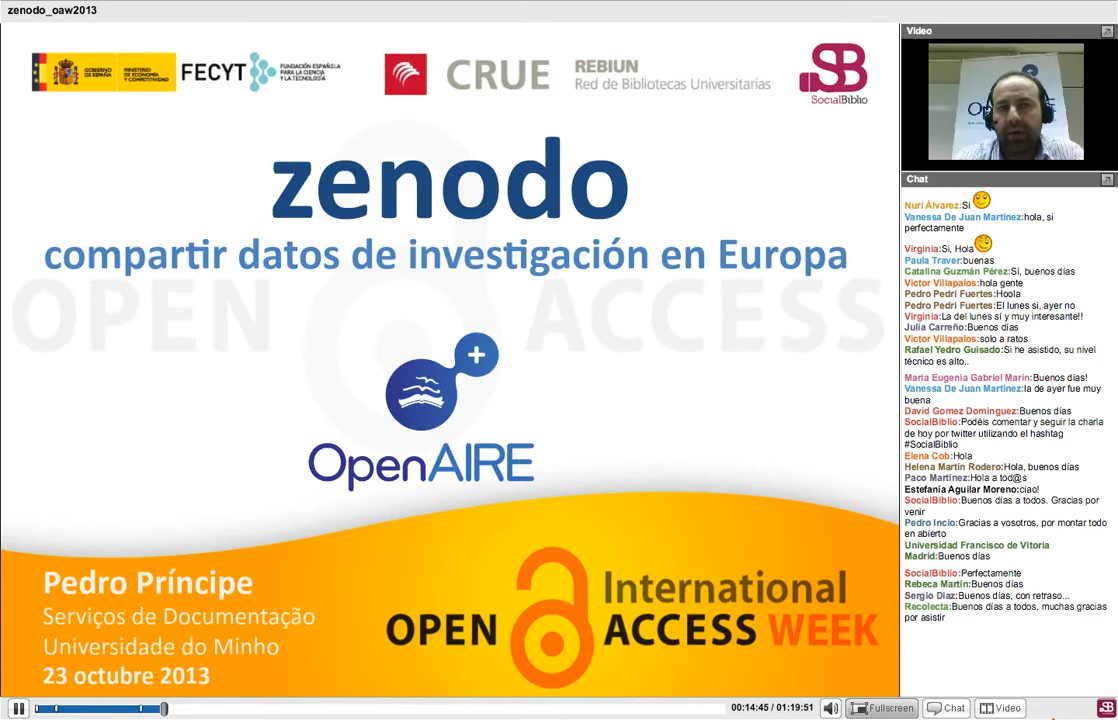 zenodo_oaw2013
GOBIERNO
DE ESPAÑA
MINISTERIO
DE ECONOMÍA
Y COMPETITIVIDAD
FECYT
FUNDACIÓN ESPAÑOLA
PARA LA CIENCIA
Y LA TECNOLOGÍA
CRUE
REBIUN
Red de Bibliotecas Universitarias
SB
SocialBiblio
zenodo
compartir datos de investigación en Europa
OPEN ACCESS
OpenAIRE
Pedro Príncipe
Serviços de Documentação
Universidade do Minho
23 octubre 2013
International
OPEN ACCESS WEEK
Video
Chat
Nuri Álvarez:Si
Vanessa De Juan Martínez:hola, si
perfectamente
Virginia:Si, Hola
Paula Traver:buenas
Catalina Guzmán Pérez:Sí, buenos días
Victor Villapalos:hola gente
Pedro Pedri Fuertes:Hoola
Pedro Pedri Fuertes:El lunes si, ayer no
Virginia:La del lunes sí y muy interesante!!
Julia Carreño:Buenos días
Victor Villapalos:solo a ratos
Rafael Yedro Guisado:Si he asistido, su nivel
técnico es alto..
Maria Eugenia Gabriel Marin:Buenos días!
Vanessa De Juan Martínez:la de ayer fue muy
buena
David Gomez Dominguez:Buenos días
SocialBiblio:Podéis comentar y seguir la charla
de hoy por twitter utilizando el hashtag
#SocialBiblio
Elena Cob:Hola
Helena Martín Rodero:Hola, buenos días
Paco Martínez:Hola a tod@s
Estefanía Aguilar Moreno:ciao!
SocialBiblio:Buenos días a todos. Gracias por
venir
Pedro Incio:Gracias a vosotros, por montar todo
en abierto
Universidad Francisco de Vitoria
Madrid:Buenos días
SocialBiblio:Perfectamente
Rebeca Martín:Buenos días
Sergio Diaz:Buenos días, con retraso...
Recolecta:Buenos días a todos, muchas gracias
por asistir
00:14:45 / 01:19:51
Fullscreen
Chat
Video
SB